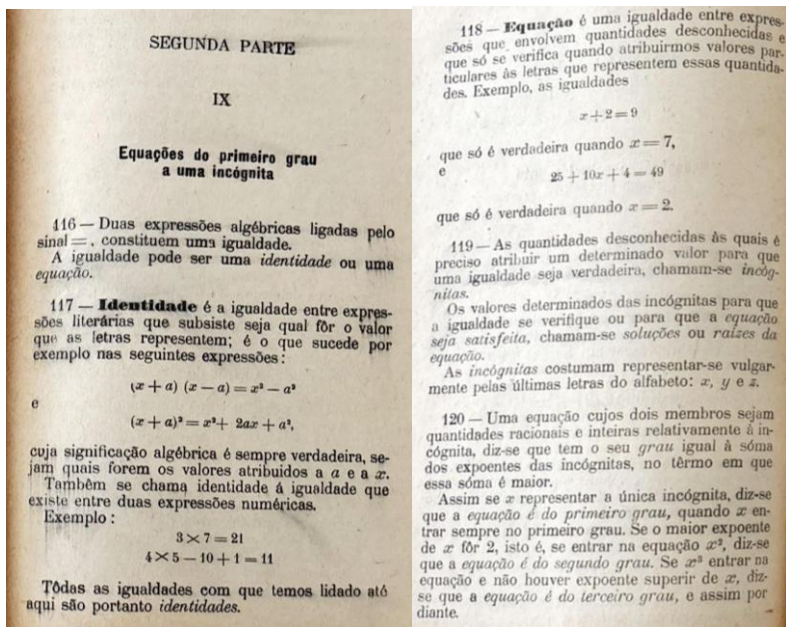 SEGUNDA PARTE
IX
Equações do primeiro grau
a uma incógnita
116 — Duas expressões algébricas ligadas pelo
sinal =, constituem uma igualdade.
A igualdade pode ser uma identidade ou uma
equação.
117 — Identidade é a igualdade entre expres-
sões literárias que subsiste seja qual fôr o valor
que as letras representem; é o que sucede por
exemplo nas seguintes expressões:
(x + a) (x − a) = x² − a²
e
(x + a)² = x² + 2ax + a²,
cuja significação algébrica é sempre verdadeira, se-
jam quais forem os valores atribuidos a a e a x.
Também se chama identidade á igualdade que
existe entre duas expressões numéricas.
Exemplo:
3 × 7 = 21
4 × 5 − 10 + 1 = 11
Tôdas as igualdades com que temos lidado até
aqui são portanto identidades.
118 — Equação é uma igualdade entre expres-
sões que envolvem quantidades desconhecidas e
que só se verifica quando atribuirmos valores par-
ticulares às letras que representem essas quantida-
des. Exemplo, as igualdades
x + 2 = 9
que só é verdadeira quando x = 7,
e
25 + 10x + 4 = 49
que só é verdadeira quando x = 2.
119 — As quantidades desconhecidas às quais é
preciso atribuir um determinado valor para que
uma igualdade seja verdadeira, chamam-se incóg-
nitas.
Os valores determinados das incógnitas para que
a igualdade se verifique ou para que a equação
seja satisfeita, chamam-se soluções ou raízes da
equação.
As incógnitas costumam representar-se vulgar-
mente pelas últimas letras do alfabeto: x, y e z.
120 — Uma equação cujos dois membros sejam
quantidades racionais e inteiras relativamente à in-
cógnita, diz-se que tem o seu grau igual à sóma
dos expoentes das incógnitas, no têrmo em que
essa sóma é maior.
Assim se x representar a única incógnita, diz-se
que a equação é do primeiro grau, quando x en-
trar sempre no primeiro grau. Se o maior expoente
de x fôr 2, isto é, se entrar na equação x², diz-se
que a equação é do segundo grau. Se x³ entrar na
equação e não houver expoente superir de x, diz-
se que a equação é do terceiro grau, e assim por
diante.